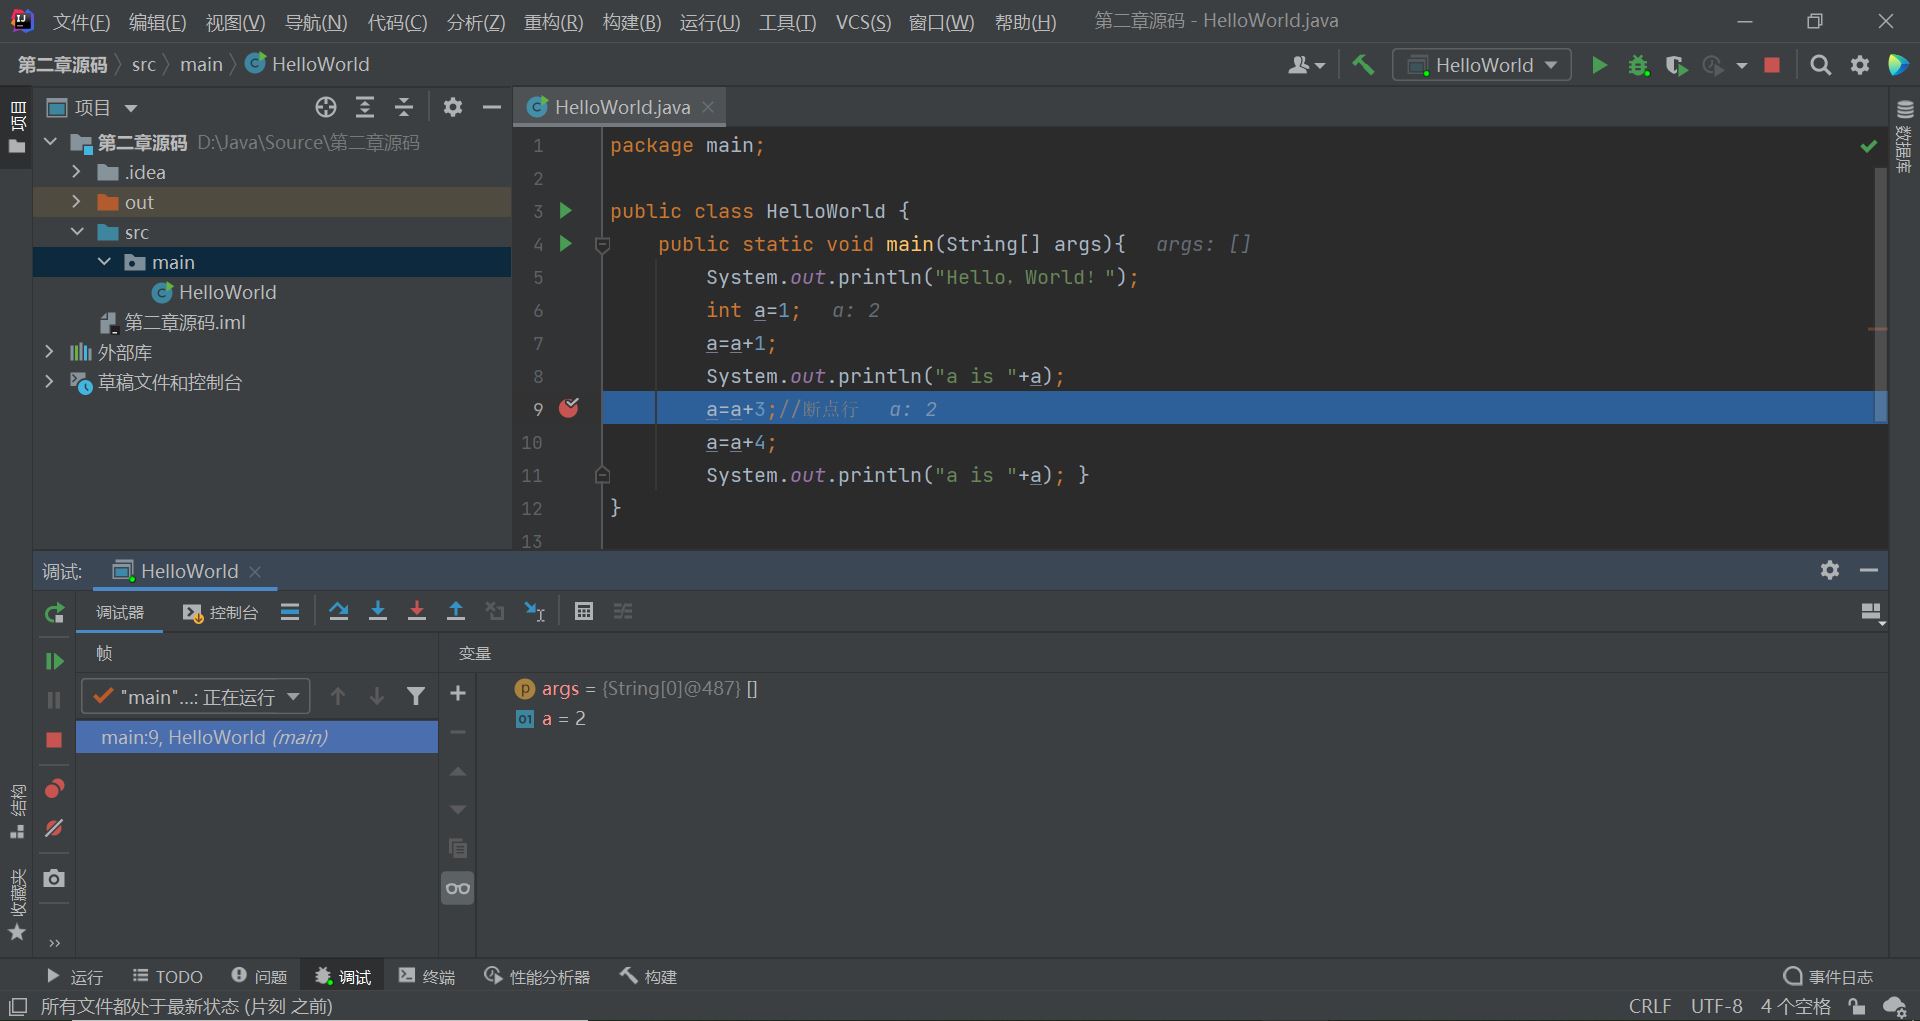 文件(F) 编辑(E) 视图(V) 导航(N) 代码(C) 分析(Z) 重构(R) 构建(B) 运行(U) 工具(T) VCS(S) 窗口(W) 帮助(H) 第二章源码 - HelloWorld.java
第二章源码 src main HelloWorld
HelloWorld
项目
项目
HelloWorld.java
数据库
第二章源码 D:\Java\Source\第二章源码
.idea
out
src
main
HelloWorld
第二章源码.iml
外部库
草稿文件和控制台
1 package main;
2
3 public class HelloWorld {
4 public static void main(String[] args){ args: []
5 System.out.println("Hello，World！");
6 int a=1; a: 2
7 a=a+1;
8 System.out.println("a is "+a);
9 a=a+3;//断点行 a: 2
10 a=a+4;
11 System.out.println("a is "+a); }
12 }
13
调试: HelloWorld
调试器 控制台
帧
变量
"main"...: 正在运行
main:9, HelloWorld (main)
args = {String[0]@487} []
a = 2
结构
收藏夹
运行 TODO 问题 调试 终端 性能分析器 构建 事件日志
所有文件都处于最新状态 (片刻 之前) CRLF UTF-8 4 个空格